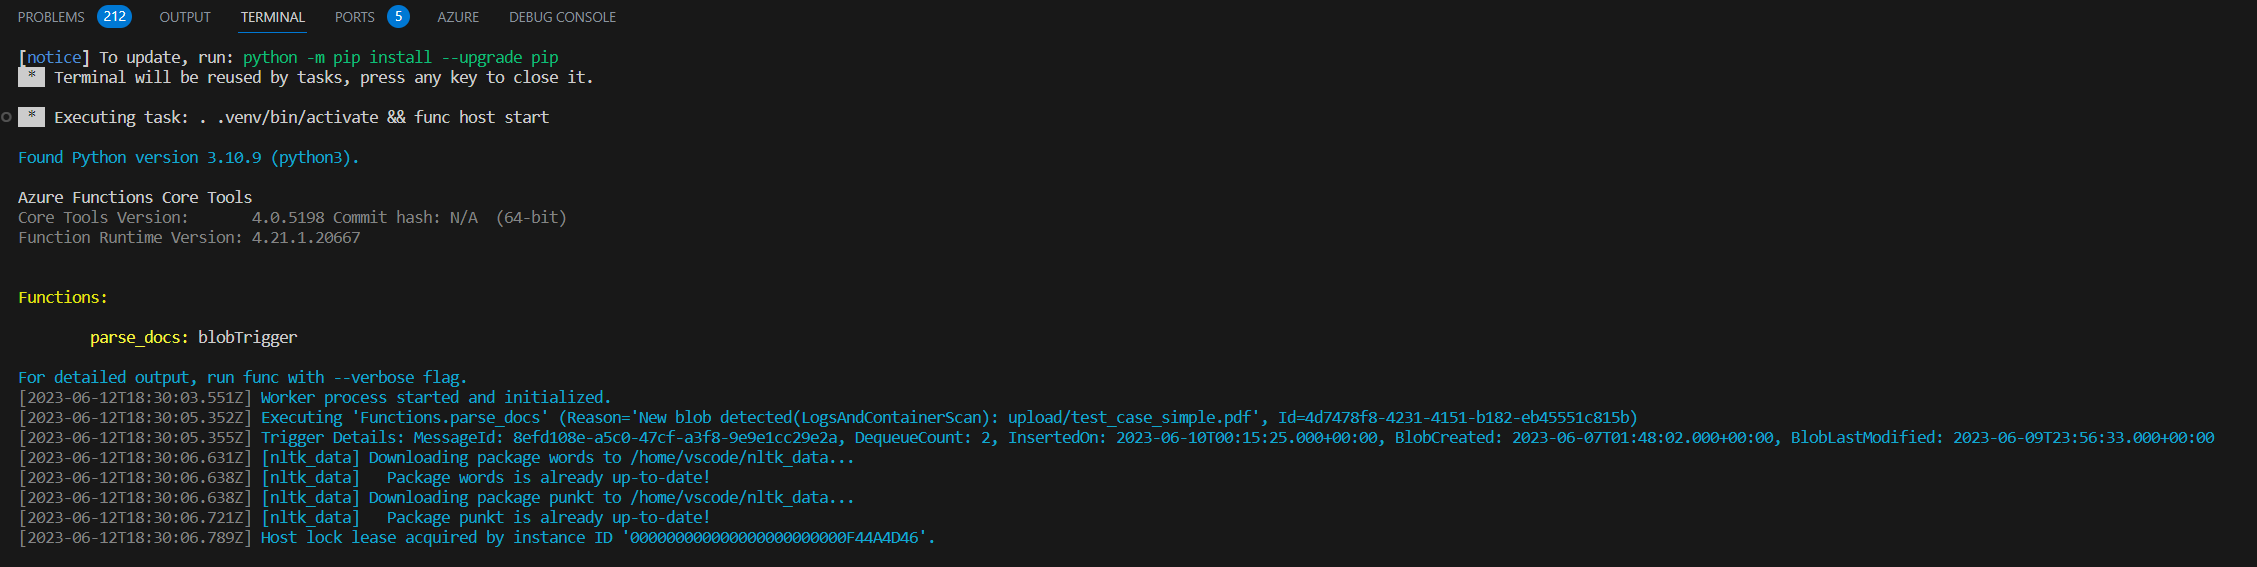 PROBLEMS 212 OUTPUT TERMINAL PORTS 5 AZURE DEBUG CONSOLE
[notice] To update, run: python -m pip install --upgrade pip
* Terminal will be reused by tasks, press any key to close it.
* Executing task: . .venv/bin/activate && func host start
Found Python version 3.10.9 (python3).
Azure Functions Core Tools
Core Tools Version: 4.0.5198 Commit hash: N/A (64-bit)
Function Runtime Version: 4.21.1.20667
Functions:
parse_docs: blobTrigger
For detailed output, run func with --verbose flag.
[2023-06-12T18:30:03.551Z] Worker process started and initialized.
[2023-06-12T18:30:05.352Z] Executing 'Functions.parse_docs' (Reason='New blob detected(LogsAndContainerScan): upload/test_case_simple.pdf', Id=4d7478f8-4231-4151-b182-eb45551c815b)
[2023-06-12T18:30:05.355Z] Trigger Details: MessageId: 8efd108e-a5c0-47cf-a3f8-9e9e1cc29e2a, DequeueCount: 2, InsertedOn: 2023-06-10T00:15:25.000+00:00, BlobCreated: 2023-06-07T01:48:02.000+00:00, BlobLastModified: 2023-06-09T23:56:33.000+00:00
[2023-06-12T18:30:06.631Z] [nltk_data] Downloading package words to /home/vscode/nltk_data...
[2023-06-12T18:30:06.638Z] [nltk_data] Package words is already up-to-date!
[2023-06-12T18:30:06.638Z] [nltk_data] Downloading package punkt to /home/vscode/nltk_data...
[2023-06-12T18:30:06.721Z] [nltk_data] Package punkt is already up-to-date!
[2023-06-12T18:30:06.789Z] Host lock lease acquired by instance ID '000000000000000000000000F44A4D46'.